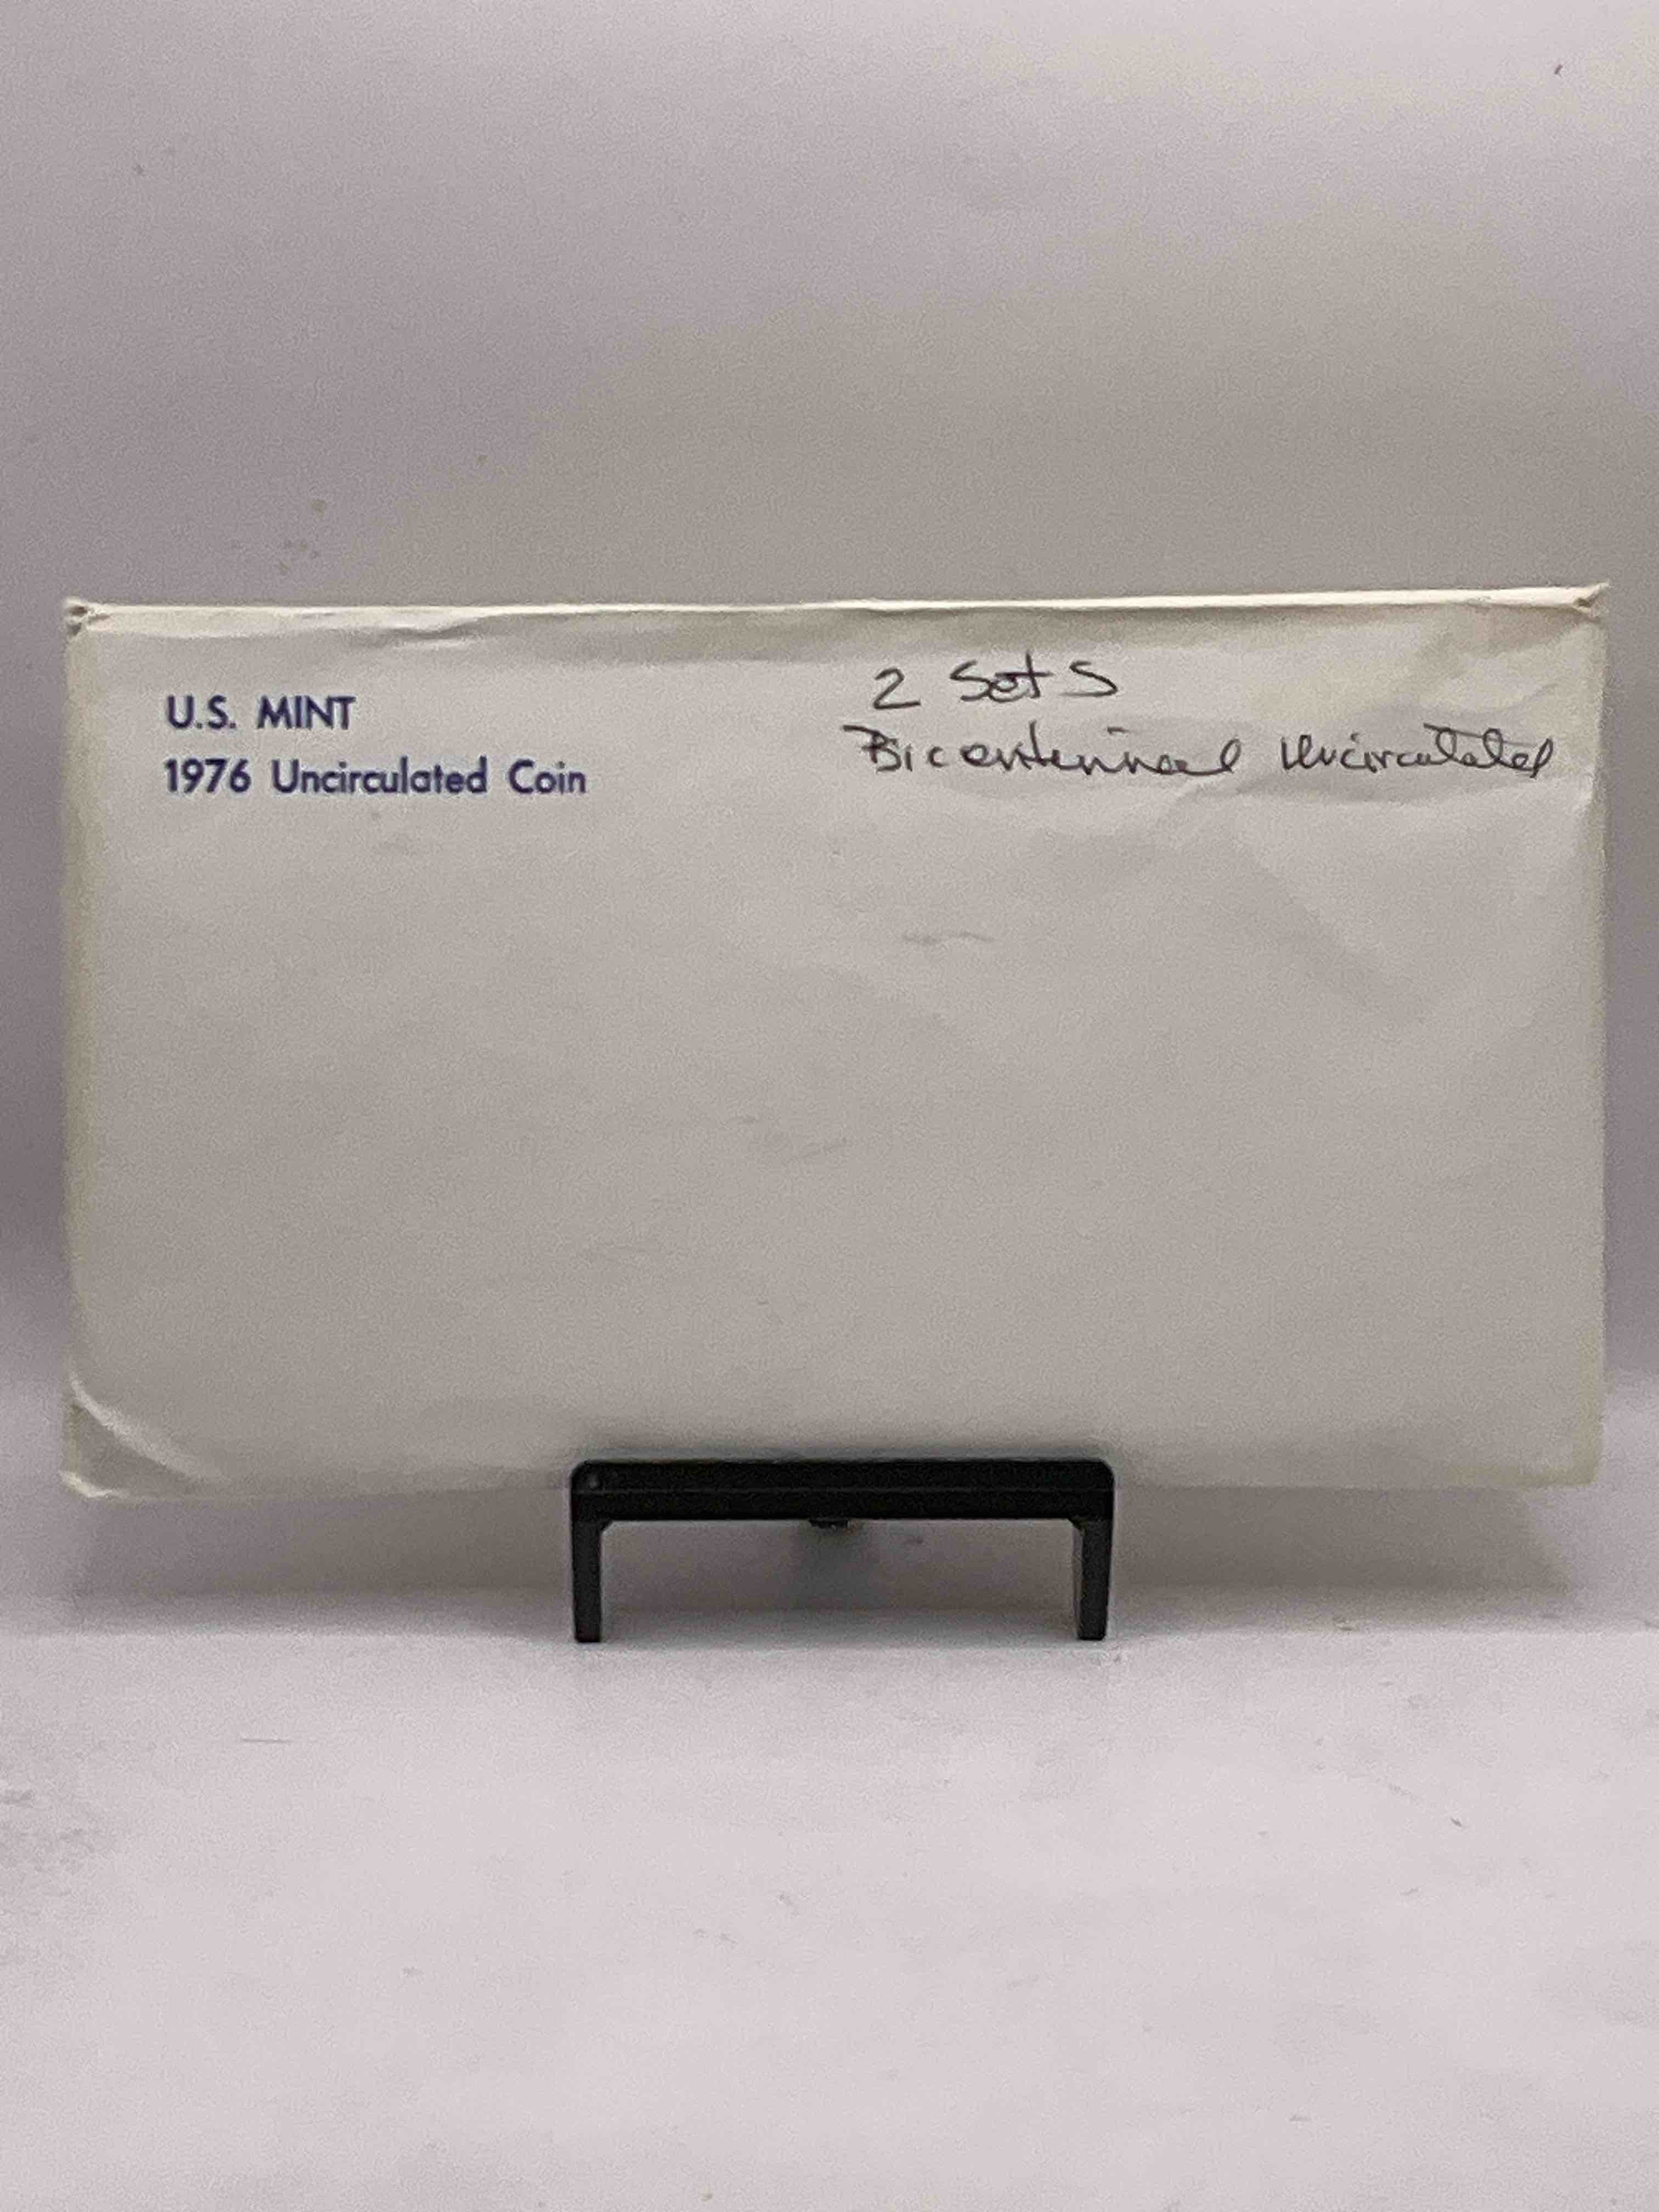 U.S. MINT
1976 Uncirculated Coin
2 Sets
Bicentennial Uncirculated